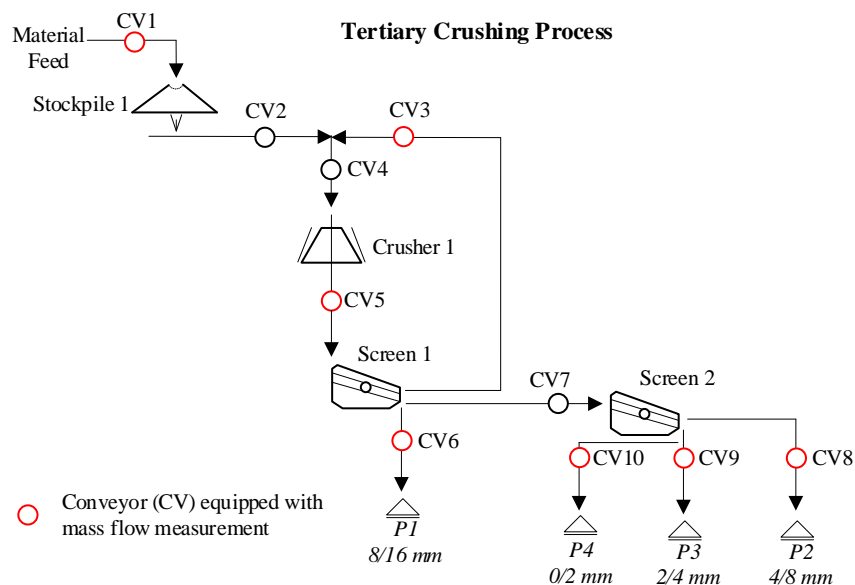 Tertiary Crushing Process
CV1
Material
Feed
Stockpile 1
CV2
CV3
CV4
Crusher 1
CV5
Screen 1
CV7
Screen 2
CV6
CV10
CV9
CV8
Conveyor (CV) equipped with
mass flow measurement
P1
8/16 mm
P4
0/2 mm
P3
2/4 mm
P2
4/8 mm